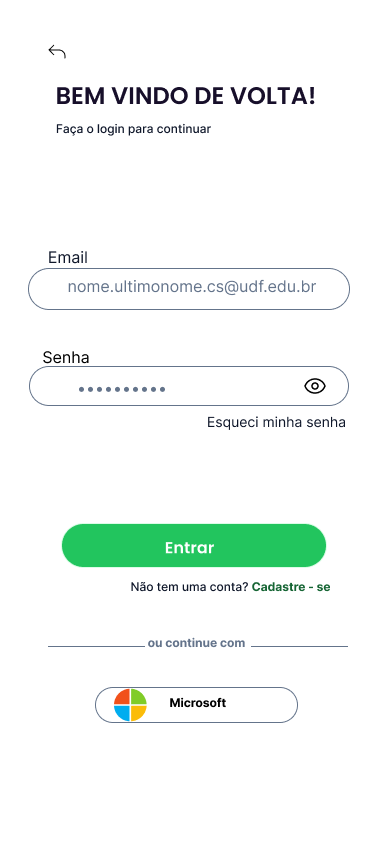 BEM VINDO DE VOLTA!
Faça o login para continuar
Email
nome.ultimonome.cs@udf.edu.br
Senha
••••••••••
Esqueci minha senha
Entrar
Não tem uma conta? Cadastre - se
ou continue com
Microsoft